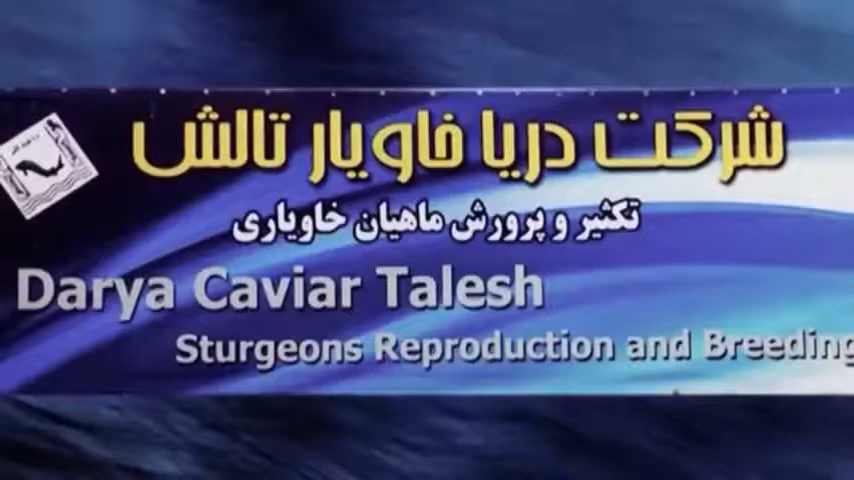 شرکت دریا خاویار تالش
تکثیر و پرورش ماهیان خاویاری
Darya Caviar Talesh
Sturgeons Reproduction and Breeding